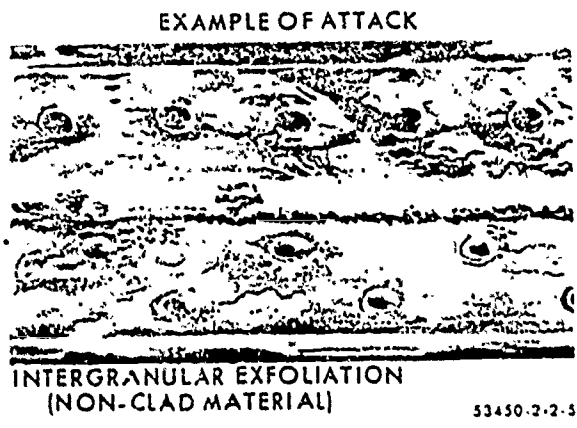 EXAMPLE OF ATTACK
INTERGRANULAR EXFOLIATION
(NON-CLAD MATERIAL)
53450-2-2-5